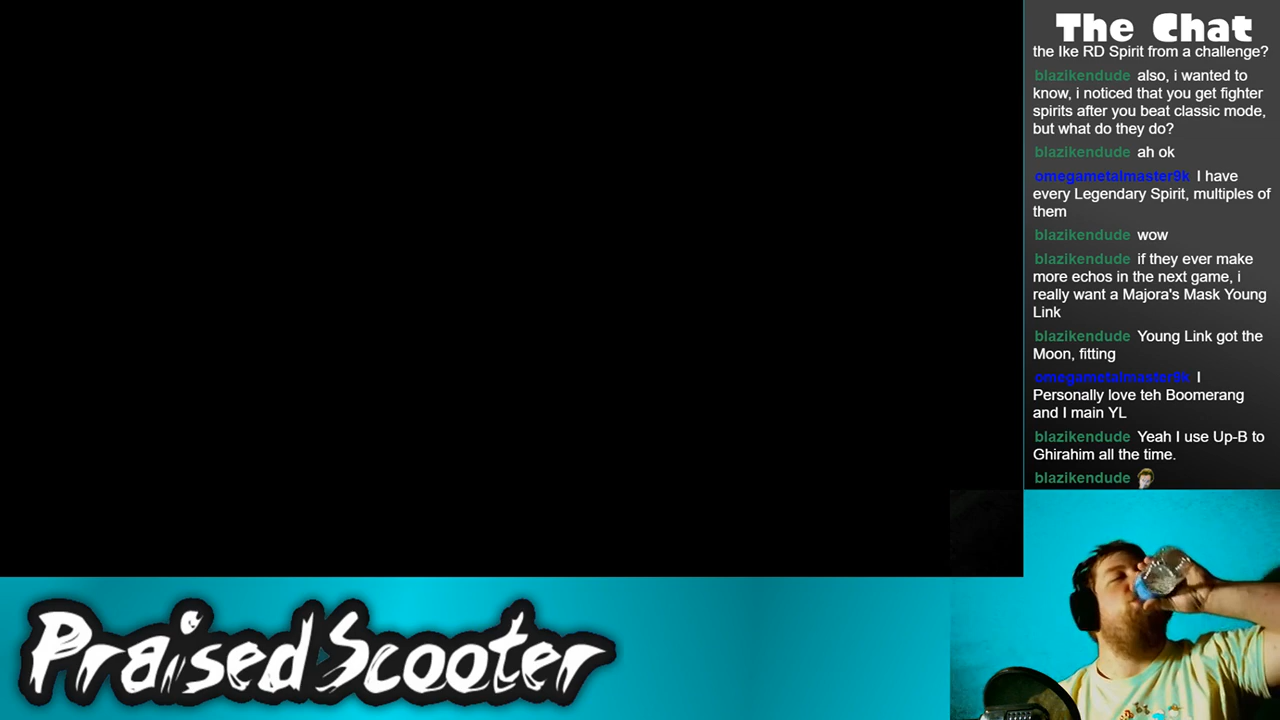 The Chat
the Ike RD Spirit from a challenge?
blazikendude also, i wanted to
know, i noticed that you get fighter
spirits after you beat classic mode,
but what do they do?
blazikendude ah ok
omegametalmaster9k I have
every Legendary Spirit, multiples of
them
blazikendude wow
blazikendude if they ever make
more echos in the next game, i
really want a Majora's Mask Young
Link
blazikendude Young Link got the
Moon, fitting
omegametalmaster9k I
Personally love teh Boomerang
and I main YL
blazikendude Yeah I use Up-B to
Ghirahim all the time.
blazikendude
PraisedScooter